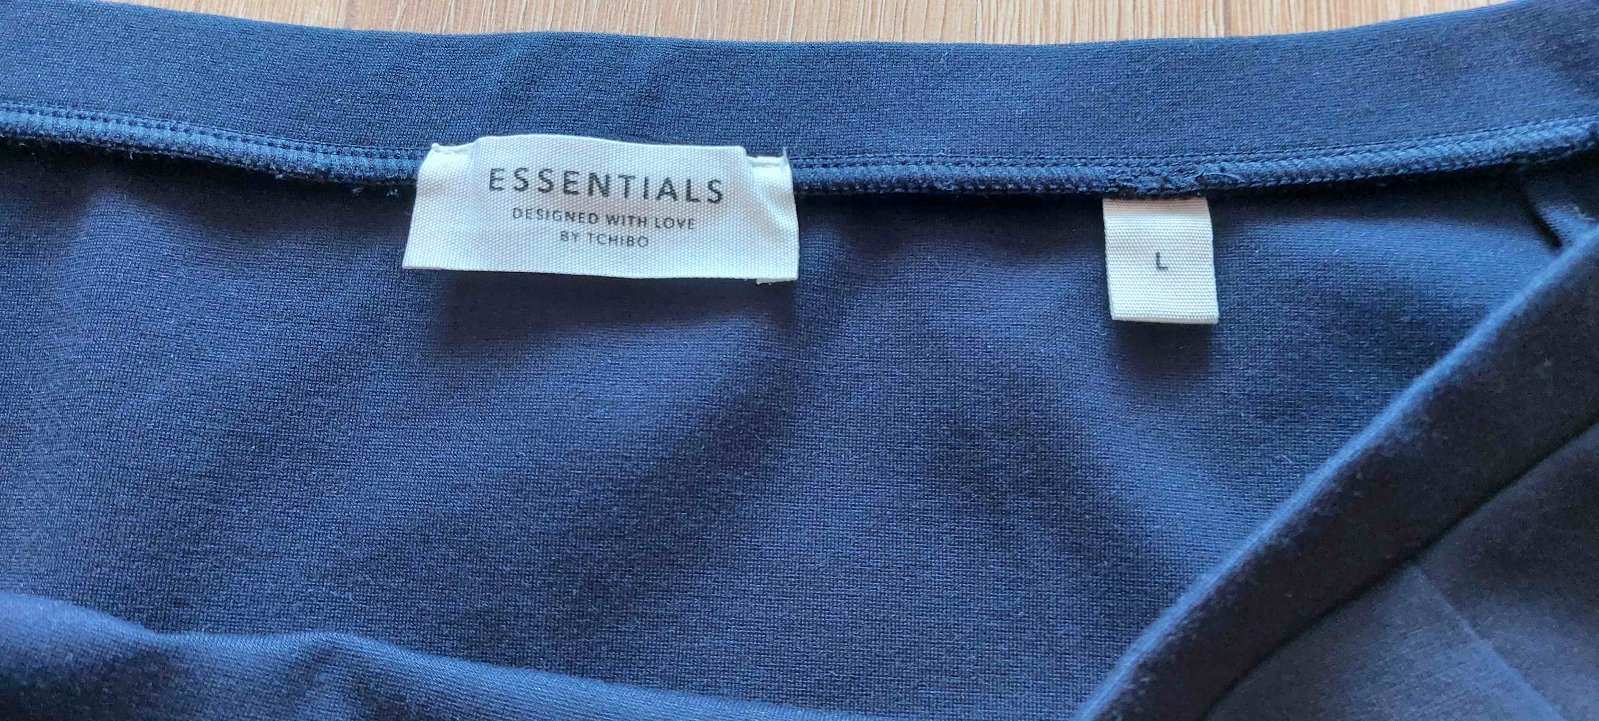 ESSENTIALS
DESIGNED WITH LOVE
BY TCHIBO
L